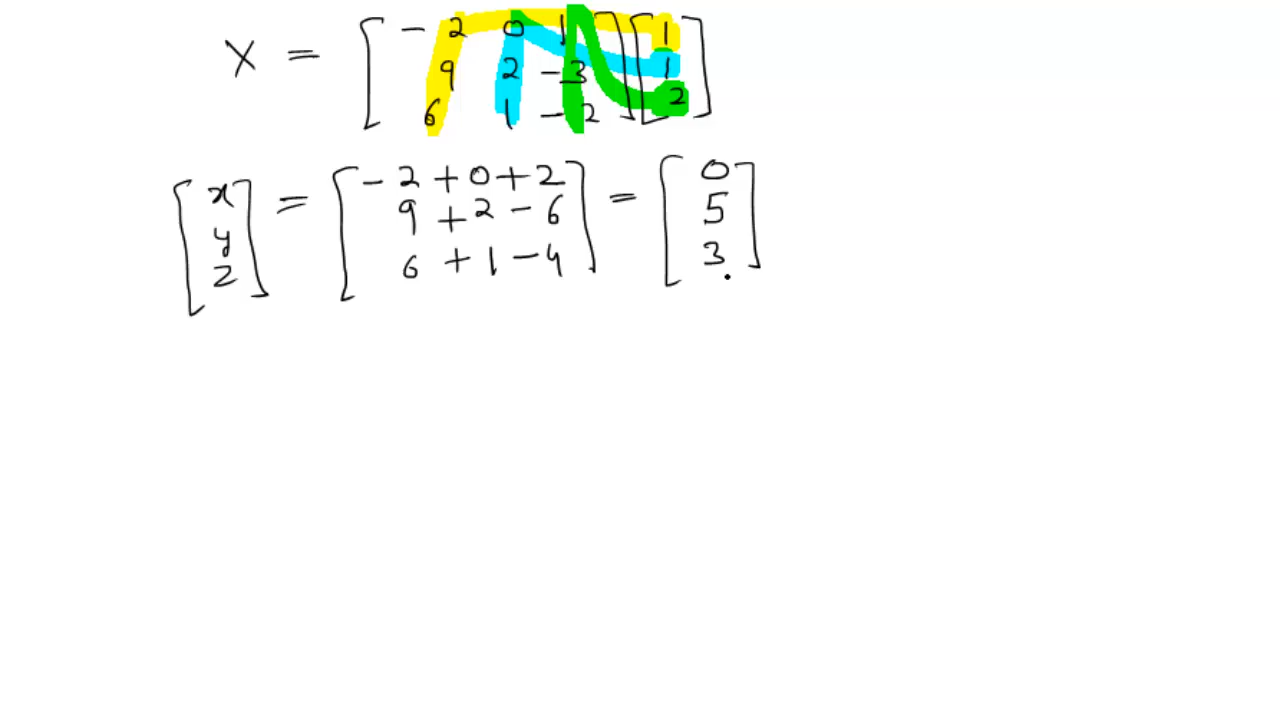 X = [ -2 0 1 ] [ 1 ]
[ 9 2 -3 ] [ 1 ]
[ 6 1 -2 ] [ 2 ]
[ x ] = [ -2 + 0 + 2 ] = [ 0 ]
[ y ] [ 9 + 2 - 6 ] [ 5 ]
[ z ] [ 6 + 1 - 4 ] [ 3 ]